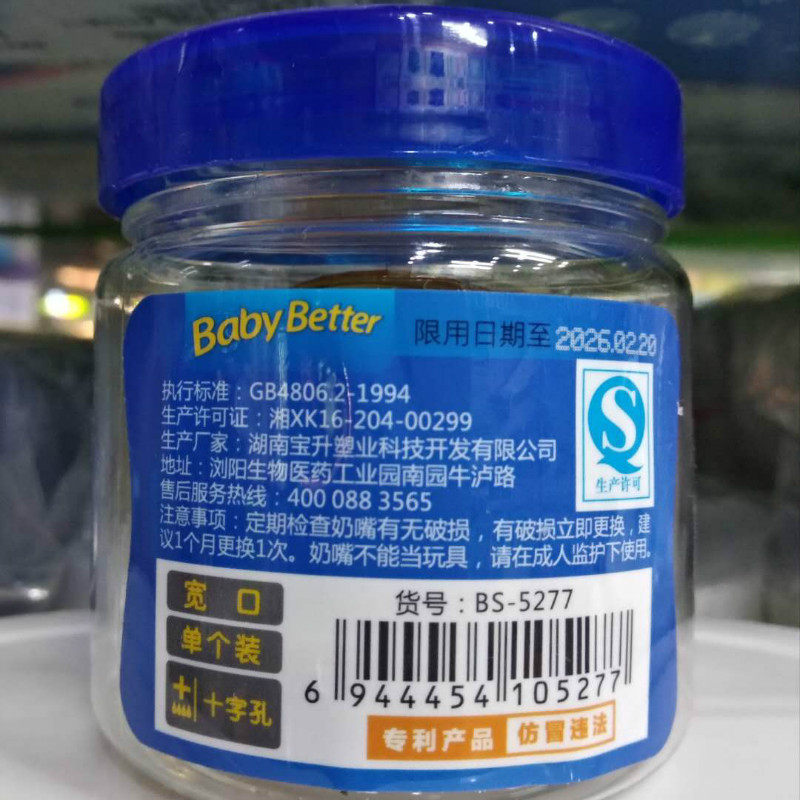 Baby Better
限用日期至 2026.02.20
执行标准：GB4806.2-1994
生产许可证：湘XK16-204-00299
生产厂家：湖南宝升塑业科技开发有限公司
地址：浏阳生物医药工业园南园牛泸路
售后服务热线：400 088 3565
注意事项：定期检查奶嘴有无破损，有破损立即更换，建
议1个月更换1次。奶嘴不能当玩具，请在成人监护下使用。
生产许可
宽口
单个装
十字孔
货号：BS-5277
6 944454 105277
专利产品 仿冒违法